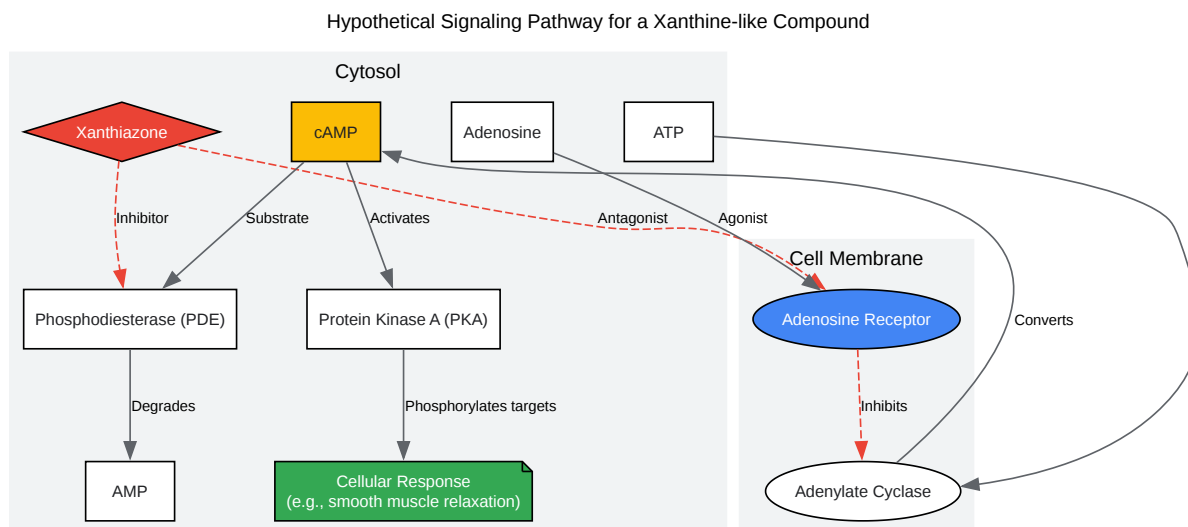 Hypothetical Signaling Pathway for a Xanthine-like Compound
Cytosol
Xanthiazone
cAMP
Adenosine
ATP
Inhibitor
Substrate
Activates
Antagonist
Agonist
Cell Membrane
Phosphodiesterase (PDE)
Protein Kinase A (PKA)
Adenosine Receptor
Converts
Degrades
Phosphorylates targets
Inhibits
AMP
Cellular Response
(e.g., smooth muscle relaxation)
Adenylate Cyclase